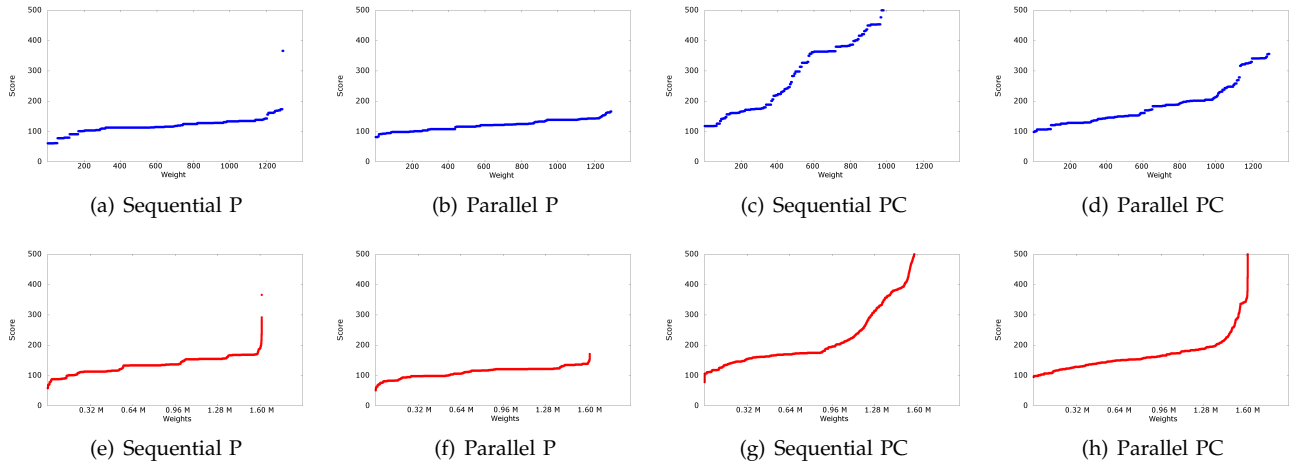 500
400
300
200
100
0
Score
200 400 600 800 1000 1200
Weight
(a) Sequential P
500
400
300
200
100
0
Score
200 400 600 800 1000 1200
Weight
(b) Parallel P
500
400
300
200
100
0
Score
200 400 600 800 1000 1200
Weight
(c) Sequential PC
500
400
300
200
100
0
Score
200 400 600 800 1000 1200
Weight
(d) Parallel PC
500
400
300
200
100
0
Score
0.32 M 0.64 M 0.96 M 1.28 M 1.60 M
Weights
(e) Sequential P
500
400
300
200
100
0
Score
0.32 M 0.64 M 0.96 M 1.28 M 1.60 M
Weights
(f) Parallel P
500
400
300
200
100
0
Score
0.32 M 0.64 M 0.96 M 1.28 M 1.60 M
Weights
(g) Sequential PC
500
400
300
200
100
0
Score
0.32 M 0.64 M 0.96 M 1.28 M 1.60 M
Weights
(h) Parallel PC